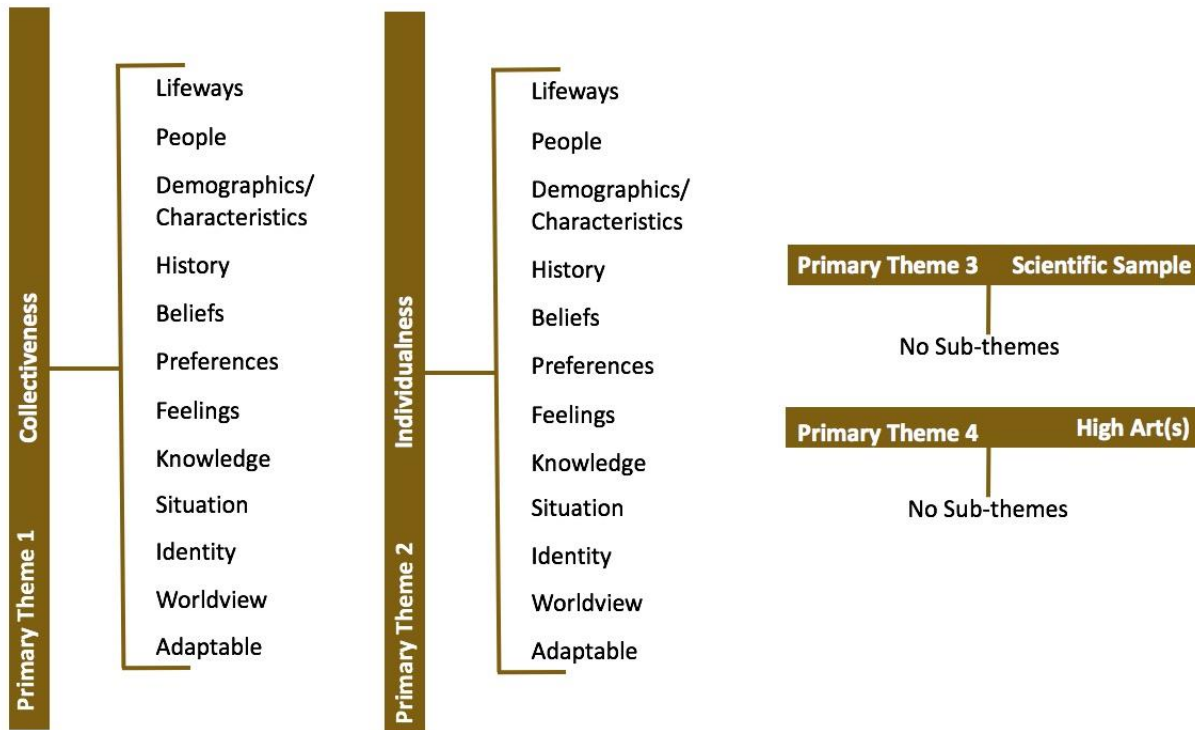 Primary Theme 1 Collectiveness
Lifeways
People
Demographics/
Characteristics
History
Beliefs
Preferences
Feelings
Knowledge
Situation
Identity
Worldview
Adaptable
Primary Theme 2 Individualness
Lifeways
People
Demographics/
Characteristics
History
Beliefs
Preferences
Feelings
Knowledge
Situation
Identity
Worldview
Adaptable
Primary Theme 3 Scientific Sample
No Sub-themes
Primary Theme 4 High Art(s)
No Sub-themes